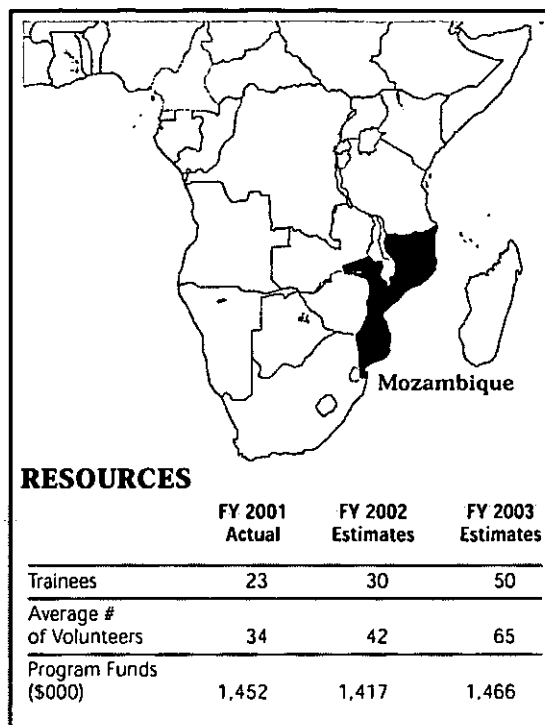 Mozambique
RESOURCES
FY 2001 FY 2002 FY 2003
Actual Estimates Estimates
Trainees 23 30 50
Average #
of Volunteers 34 42 65
Program Funds
($000) 1,452 1,417 1,466